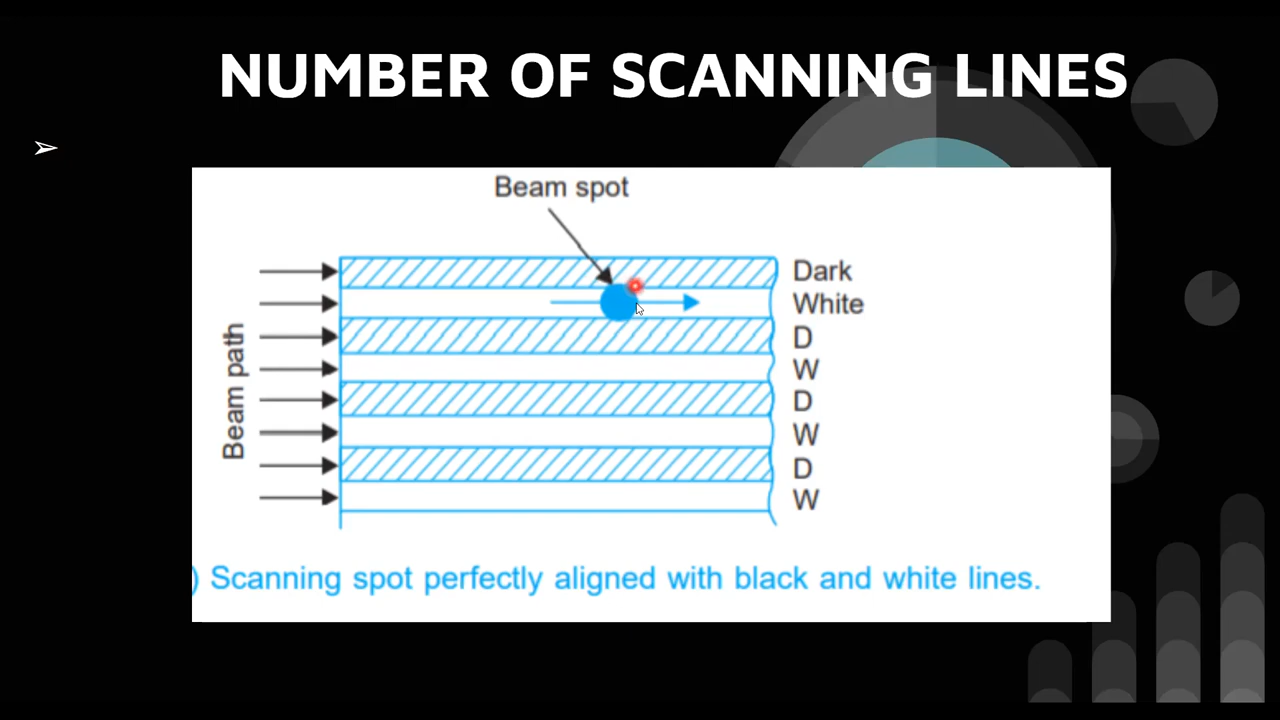 NUMBER OF SCANNING LINES
Beam spot
Beam path
Dark
White
D
W
D
W
D
W
) Scanning spot perfectly aligned with black and white lines.